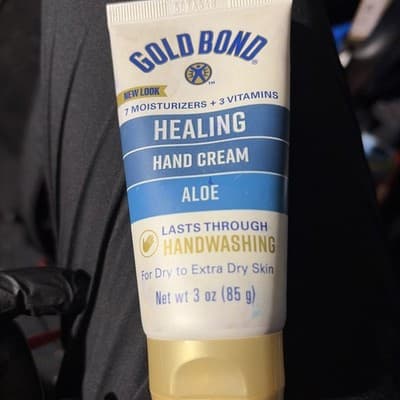 GOLD BOND®
NEW LOOK
7 MOISTURIZERS + 3 VITAMINS
HEALING
HAND CREAM
ALOE
LASTS THROUGH
HANDWASHING
For Dry to Extra Dry Skin
Net wt 3 oz (85 g)